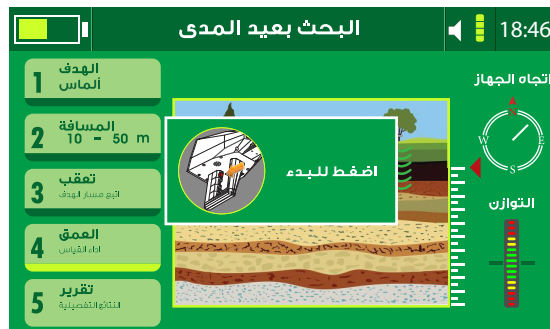 البحث بعيد المدى
18:46
1
الهدف
ألماس
2
المسافة
10 - 50 m
3
تعقب
اتبع مسار الهدف
4
العمق
اداء القياس
5
تقرير
النتائج التفصيلية
اضغط للبدء
اتجاه الجهاز
N
W
E
S
التوازن